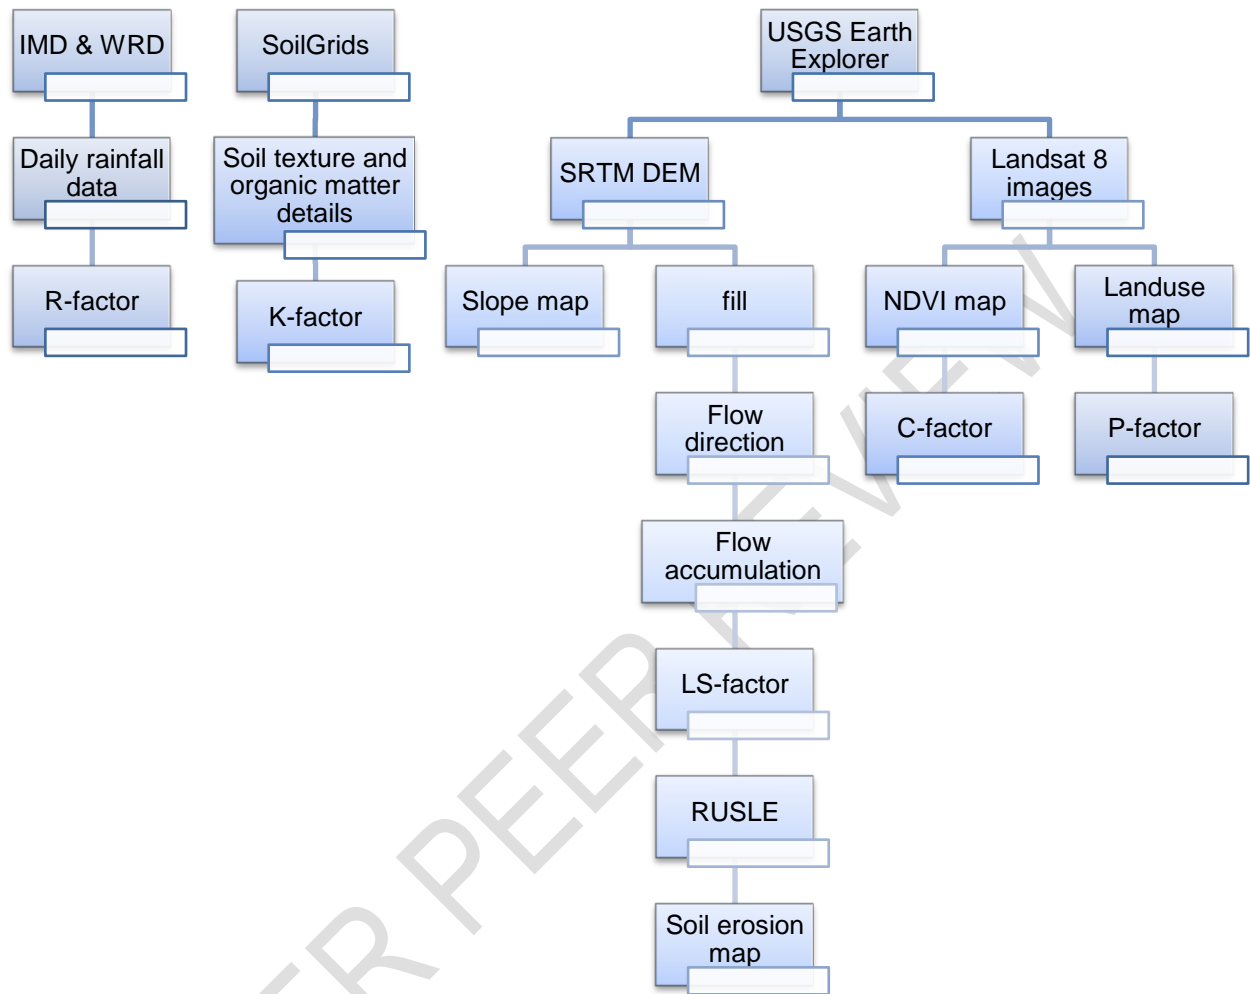 IMD & WRD
SoilGrids
USGS Earth
Explorer
Daily rainfall
data
Soil texture and
organic matter
details
SRTM DEM
Landsat 8
images
R-factor
K-factor
Slope map
fill
NDVI map
Landuse
map
Flow
direction
C-factor
P-factor
Flow
accumulation
LS-factor
RUSLE
Soil erosion
map
ER PEER REVIEW